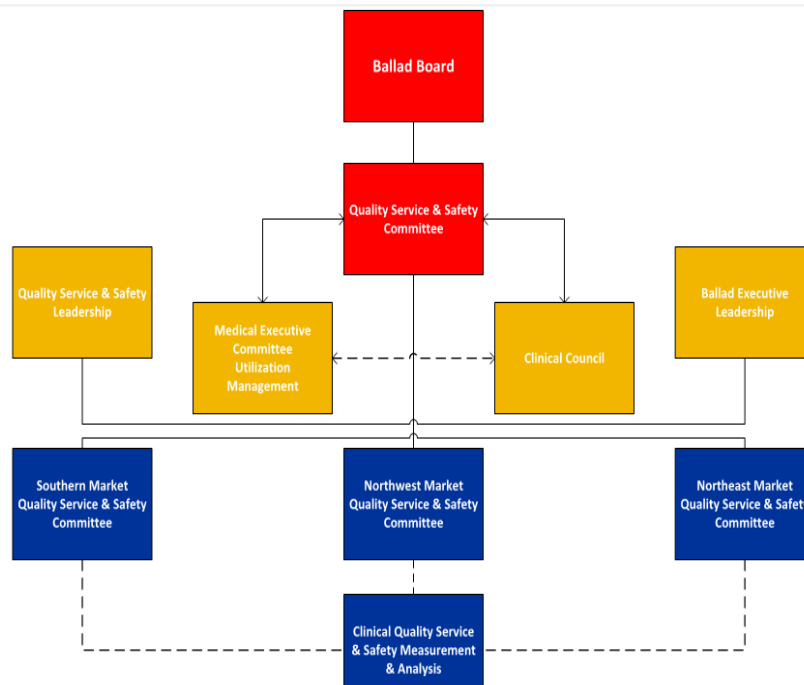 Ballad Board
Quality Service & Safety
Committee
Quality Service & Safety
Leadership
Ballad Executive
Leadership
Medical Executive
Committee
Utilization
Management
Clinical Council
Southern Market
Quality Service & Safety
Committee
Northwest Market
Quality Service & Safety
Committee
Northeast Market
Quality Service & Safety
Committee
Clinical Quality Service
& Safety Measurement
& Analysis